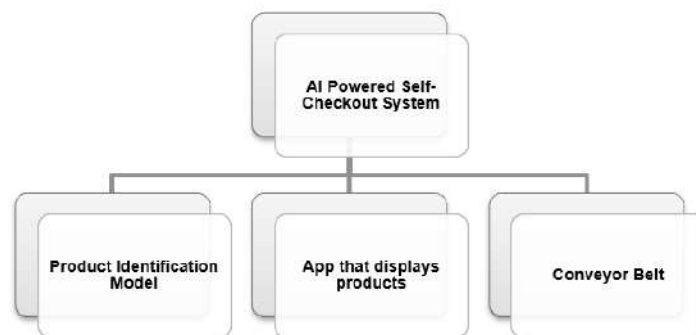 AI Powered Self-
Checkout System
Product Identification
Model
App that displays
products
Conveyor Belt